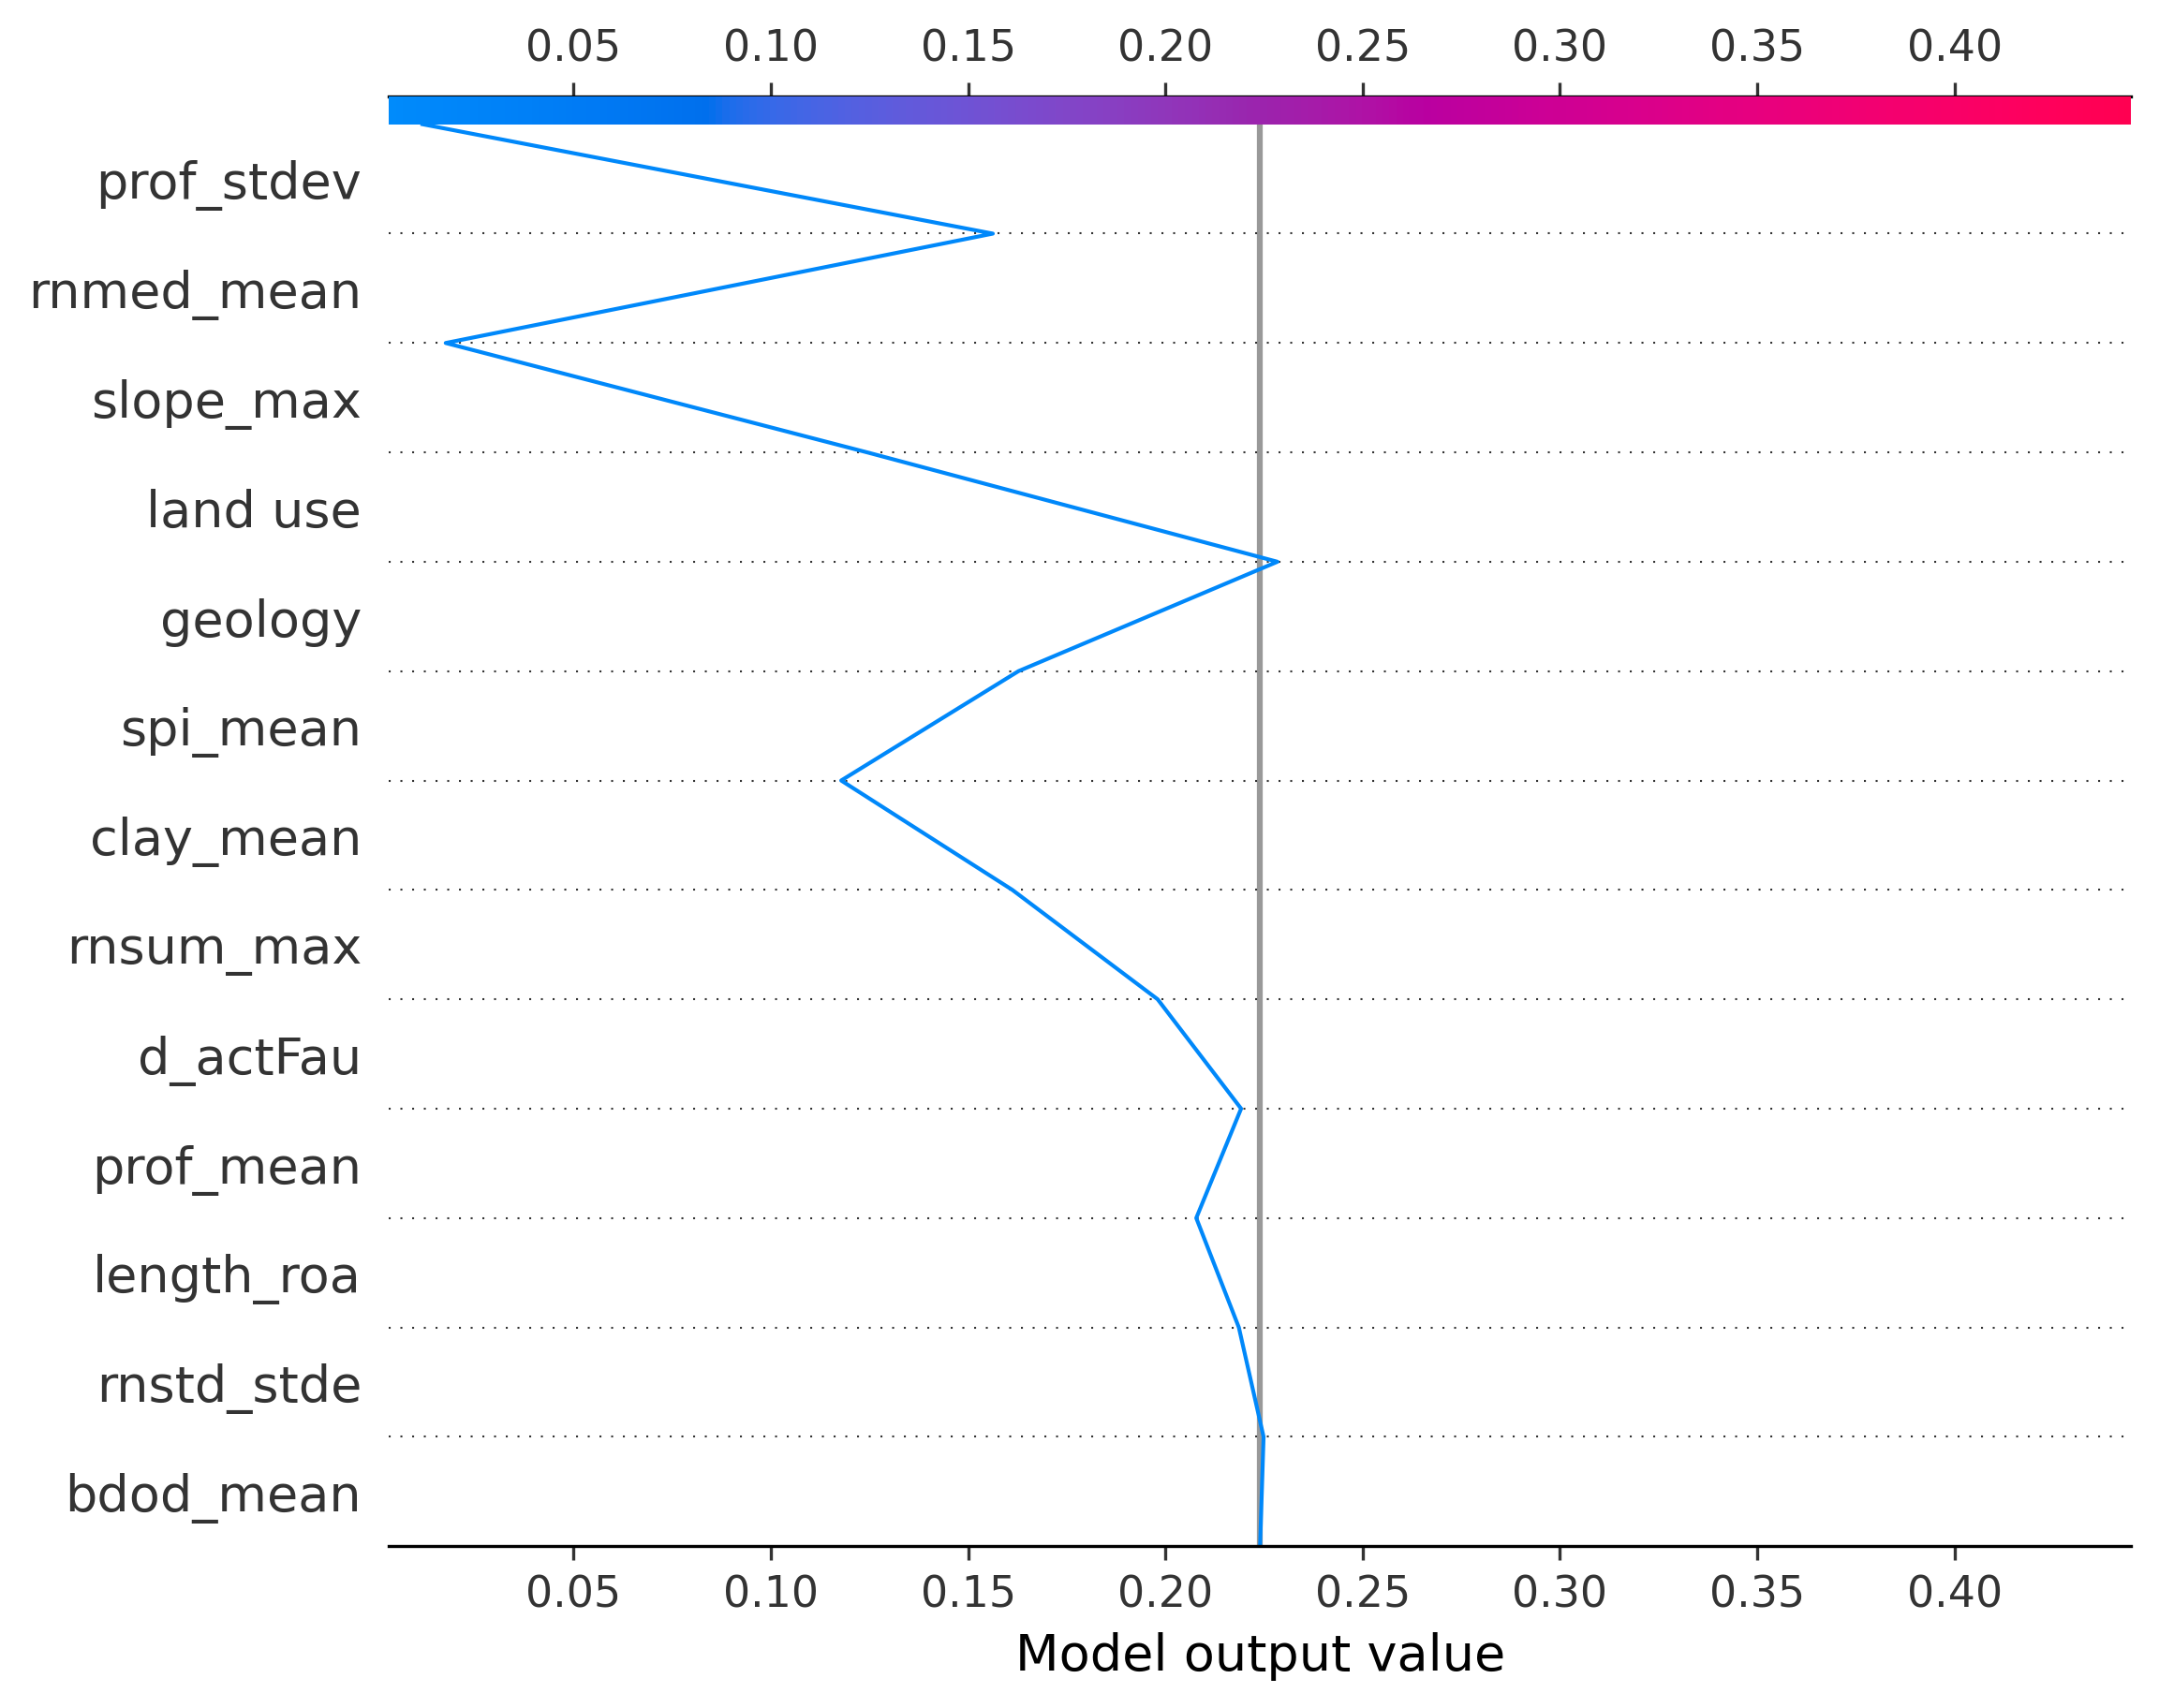 0.05 0.10 0.15 0.20 0.25 0.30 0.35 0.40
prof_stdev
rnmed_mean
slope_max
land use
geology
spi_mean
clay_mean
rnsum_max
d_actFau
prof_mean
length_roa
rnstd_stde
bdod_mean
0.05 0.10 0.15 0.20 0.25 0.30 0.35 0.40
Model output value